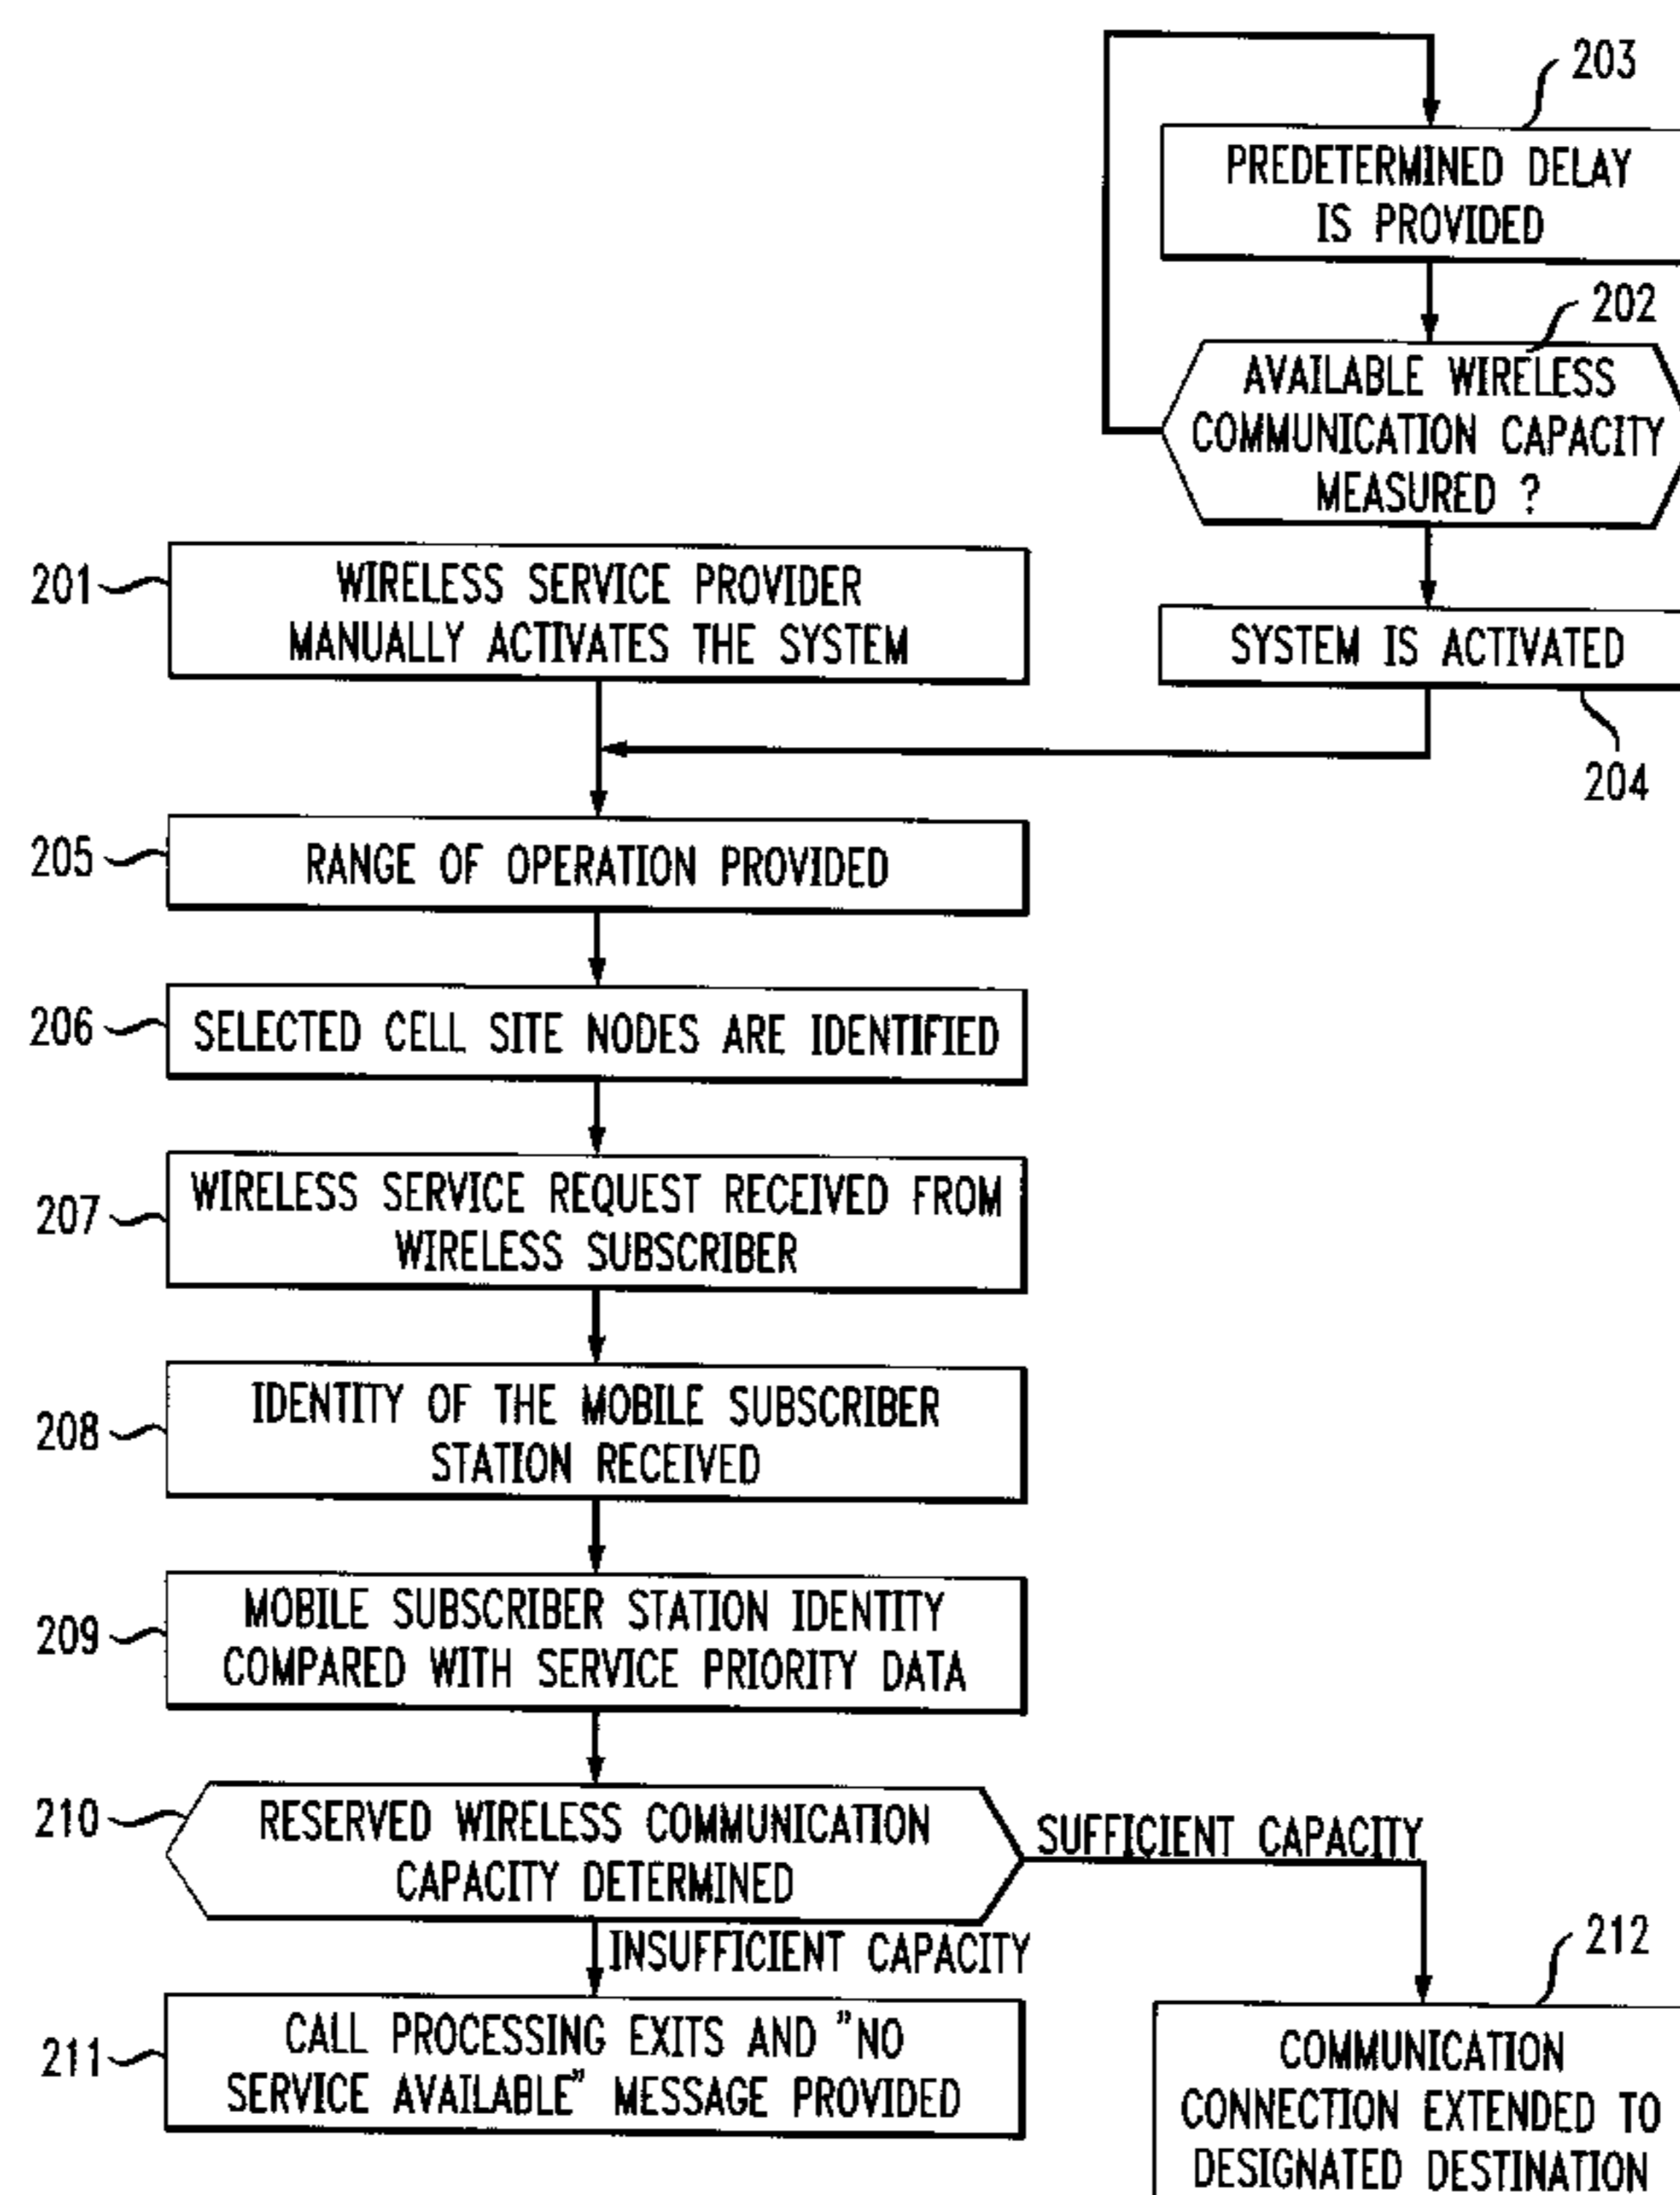 203
PREDETERMINED DELAY
IS PROVIDED
202
AVAILABLE WIRELESS
COMMUNICATION CAPACITY
MEASURED ?
201
WIRELESS SERVICE PROVIDER
MANUALLY ACTIVATES THE SYSTEM
SYSTEM IS ACTIVATED
204
205
RANGE OF OPERATION PROVIDED
206
SELECTED CELL SITE NODES ARE IDENTIFIED
207
WIRELESS SERVICE REQUEST RECEIVED FROM
WIRELESS SUBSCRIBER
208
IDENTITY OF THE MOBILE SUBSCRIBER
STATION RECEIVED
209
MOBILE SUBSCRIBER STATION IDENTITY
COMPARED WITH SERVICE PRIORITY DATA
210
RESERVED WIRELESS COMMUNICATION
CAPACITY DETERMINED
SUFFICIENT CAPACITY
INSUFFICIENT CAPACITY
211
CALL PROCESSING EXITS AND "NO
SERVICE AVAILABLE" MESSAGE PROVIDED
212
COMMUNICATION
CONNECTION EXTENDED TO
DESIGNATED DESTINATION